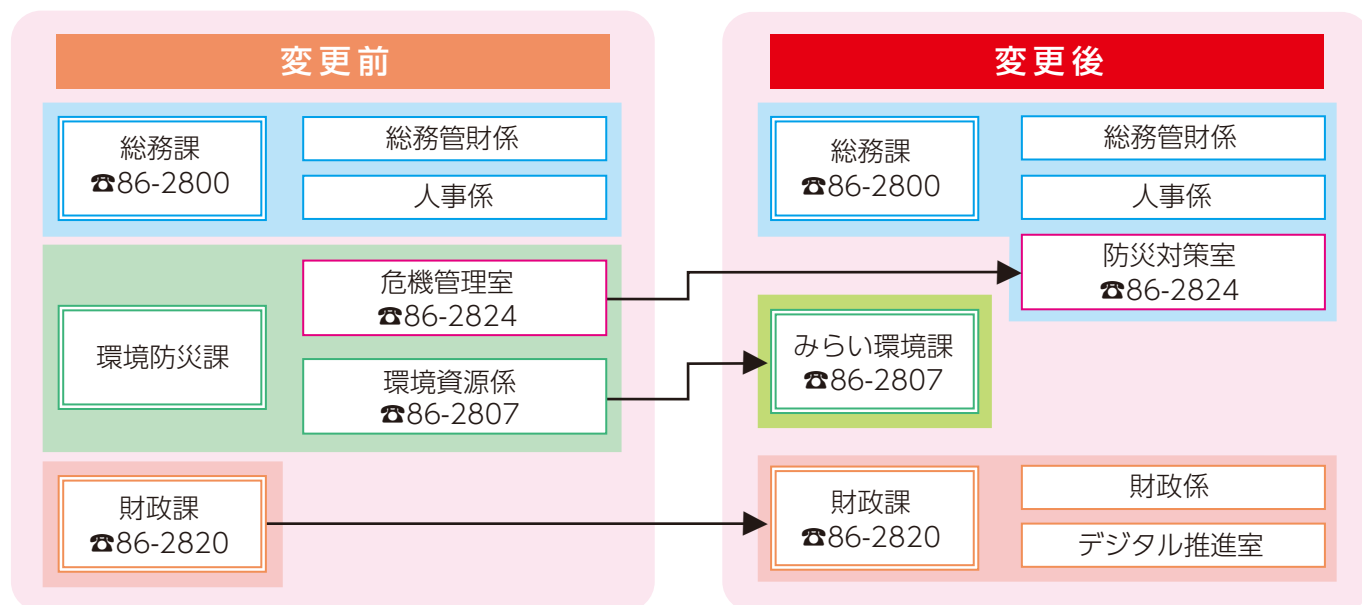 変更前
総務課
☎86-2800
総務管財係
人事係
環境防災課
危機管理室
☎86-2824
環境資源係
☎86-2807
財政課
☎86-2820
変更後
総務課
☎86-2800
総務管財係
人事係
防災対策室
☎86-2824
みらい環境課
☎86-2807
財政課
☎86-2820
財政係
デジタル推進室